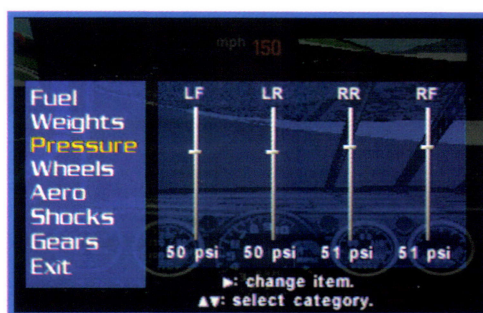 mph 150
Fuel
Weights
Pressure
Wheels
Aero
Shocks
Gears
Exit
LF LR RR RF
50 psi 50 psi 51 psi 51 psi
►: change item.
▲▼: select category.